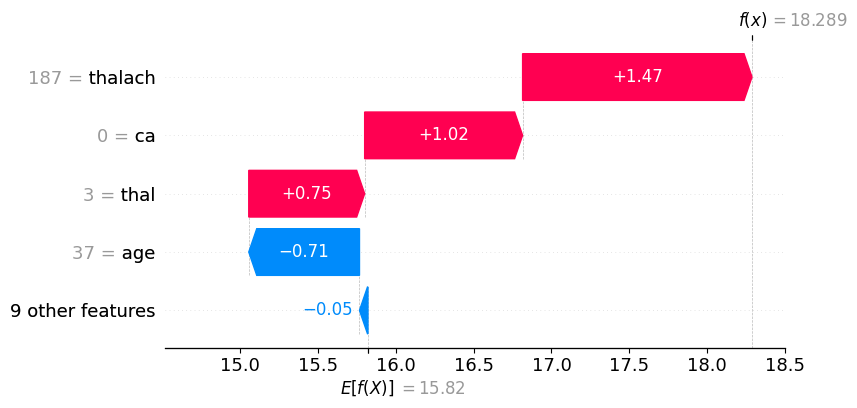 f(x) = 18.289
187 = thalach
+1.47
0 = ca
+1.02
3 = thal
+0.75
37 = age
−0.71
9 other features
−0.05
15.0 15.5 16.0 16.5 17.0 17.5 18.0 18.5
E[f(X)] = 15.82